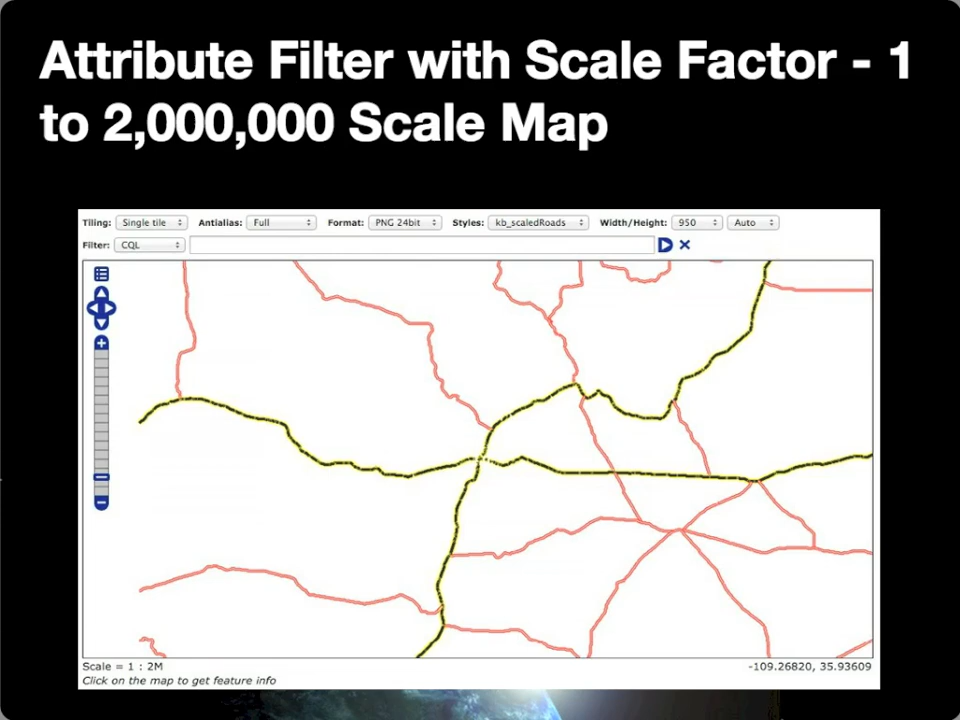 Attribute Filter with Scale Factor - 1
to 2,000,000 Scale Map
Tiling: Single tile Antialias: Full Format: PNG 24bit Styles: kb_scaledRoads Width/Height: 950 Auto
Filter: CQL
Scale = 1 : 2M -109.26820, 35.93609
Click on the map to get feature info